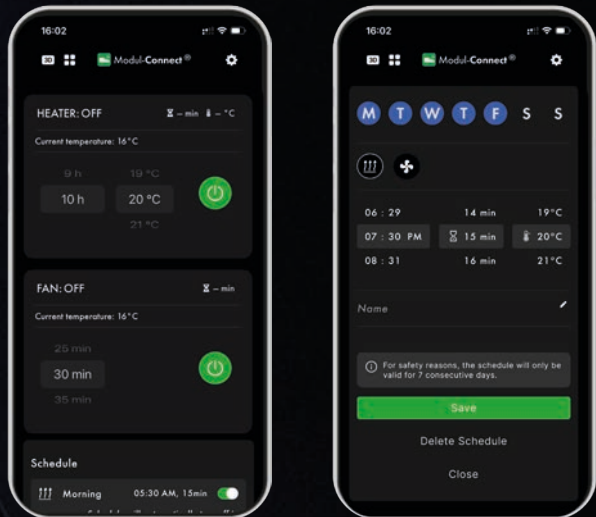 16:02
3D
Modul-Connect®
HEATER: OFF
– min – °C
Current temperature: 16°C
9 h 19 °C
10 h 20 °C
21 °C
FAN: OFF
– min
Current temperature: 16°C
25 min
30 min
35 min
Schedule
Morning 05:30 AM, 15min
16:02
3D
Modul-Connect®
M T W T F S S
06 : 29 14 min 19°C
07 : 30 PM 15 min 20°C
08 : 31 16 min 21°C
Name
For safety reasons, the schedule will only be
valid for 7 consecutive days.
Save
Delete Schedule
Close